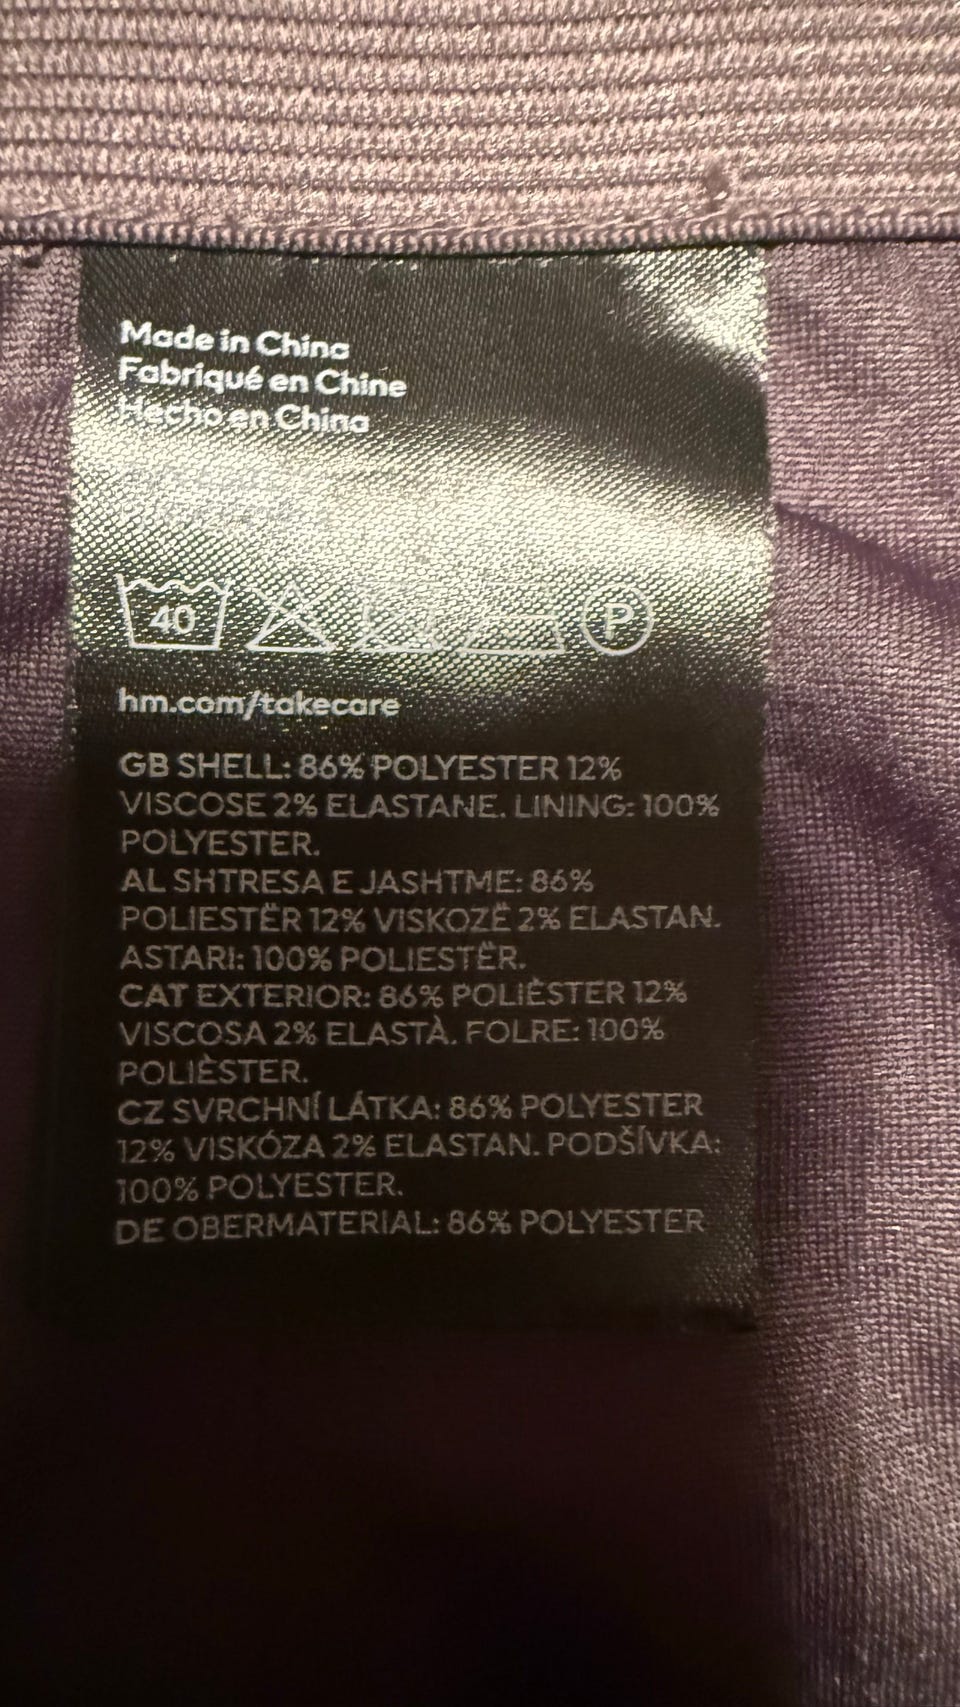 Made in China
Fabriqué en Chine
Hecho en China
40
P
hm.com/takecare
GB SHELL: 86% POLYESTER 12%
VISCOSE 2% ELASTANE. LINING: 100%
POLYESTER.
AL SHTRESA E JASHTME: 86%
POLIESTËR 12% VISKOZË 2% ELASTAN.
ASTARI: 100% POLIESTËR.
CAT EXTERIOR: 86% POLIÈSTER 12%
VISCOSA 2% ELASTÀ. FOLRE: 100%
POLIÈSTER.
CZ SVRCHNÍ LÁTKA: 86% POLYESTER
12% VISKÓZA 2% ELASTAN. PODŠÍVKA:
100% POLYESTER.
DE OBERMATERIAL: 86% POLYESTER